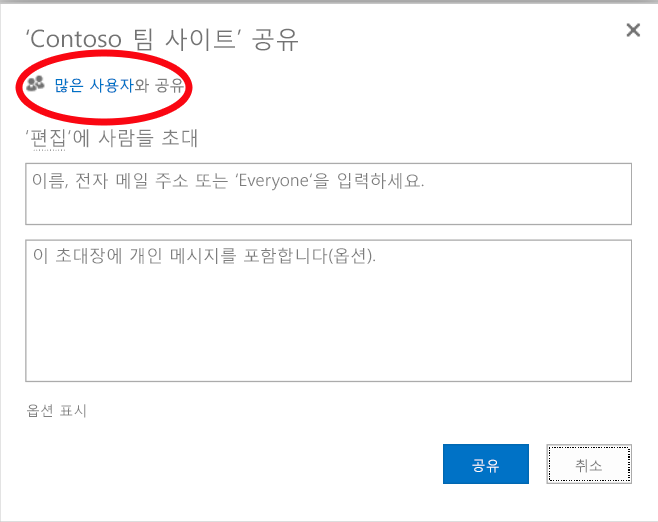 ‘Contoso 팀 사이트’ 공유
많은 사용자와 공유
‘편집’에 사람들 초대
이름, 전자 메일 주소 또는 ‘Everyone’을 입력하세요.
이 초대장에 개인 메시지를 포함합니다(옵션).
옵션 표시
공유 취소